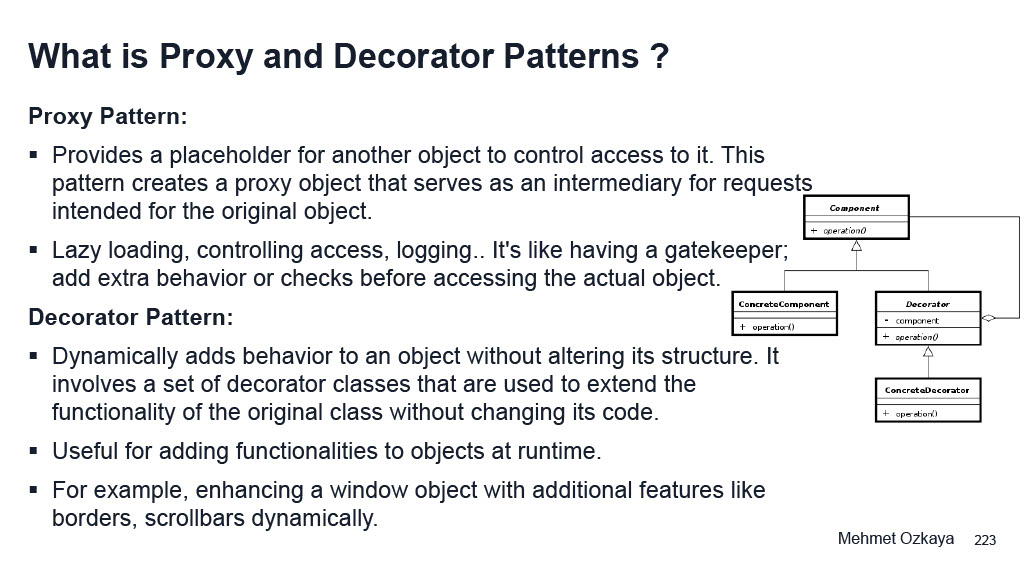 What is Proxy and Decorator Patterns ?
Proxy Pattern:
▪ Provides a placeholder for another object to control access to it. This
pattern creates a proxy object that serves as an intermediary for requests
intended for the original object.
▪ Lazy loading, controlling access, logging.. It's like having a gatekeeper;
add extra behavior or checks before accessing the actual object.
Decorator Pattern:
▪ Dynamically adds behavior to an object without altering its structure. It
involves a set of decorator classes that are used to extend the
functionality of the original class without changing its code.
▪ Useful for adding functionalities to objects at runtime.
▪ For example, enhancing a window object with additional features like
borders, scrollbars dynamically.
Component
+ operation()
ConcreteComponent
+ operation()
Decorator
- component
+ operation()
ConcreteDecorator
+ operation()
Mehmet Ozkaya 223